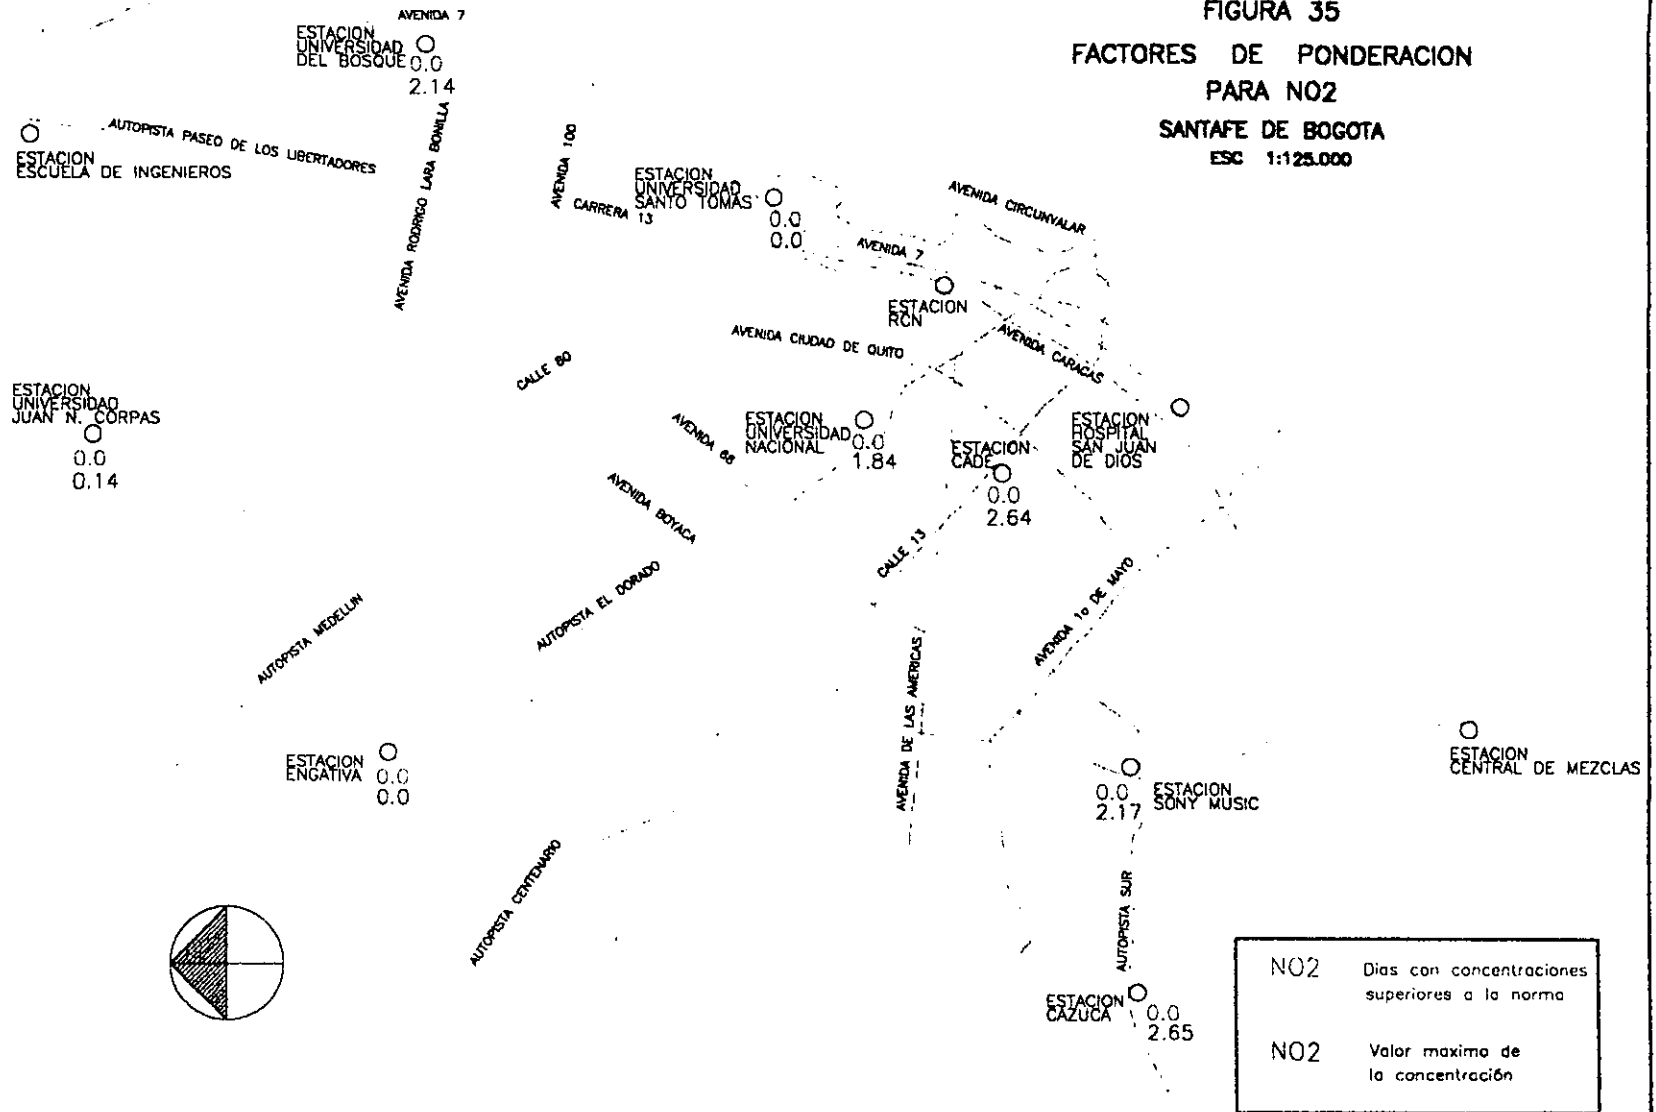 FIGURA 35
FACTORES DE PONDERACION
PARA NO2
SANTAFE DE BOGOTA
ESC 1:125.000
AVENIDA 7
ESTACION
UNIVERSIDAD
DEL BOSQUE
0.0
2.14
AUTOPISTA PASEO DE LOS LIBERTADORES
ESTACION
ESCUELA DE INGENIEROS
AVENIDA RODRIGO LARA BONILLA
AVENIDA 100
CARRERA 13
ESTACION
UNIVERSIDAD
SANTO TOMAS
0.0
0.0
AVENIDA CIRCUNVALAR
AVENIDA 7
ESTACION
RCN
AVENIDA CIUDAD DE QUITO
AVENIDA CARACAS
CALLE 80
ESTACION
UNIVERSIDAD
JUAN N. CORPAS
0.0
0.14
AVENIDA 68
ESTACION
UNIVERSIDAD
NACIONAL
0.0
1.84
ESTACION
CADE
0.0
2.64
ESTACION
HOSPITAL
SAN JUAN
DE DIOS
AVENIDA BOYACA
CALLE 13
AUTOPISTA MEDELLIN
AUTOPISTA EL DORADO
AVENIDA 1o DE MAYO
AVENIDA DE LAS AMERICAS
ESTACION
ENGATIVA
0.0
0.0
ESTACION
CENTRAL DE MEZCLAS
0.0
2.17
ESTACION
SONY MUSIC
AUTOPISTA CENTENARIO
AUTOPISTA SUR
ESTACION
CAZUCA
0.0
2.65
NO2 Dias con concentraciones
superiores a la norma
NO2 Valor maximo de
la concentración